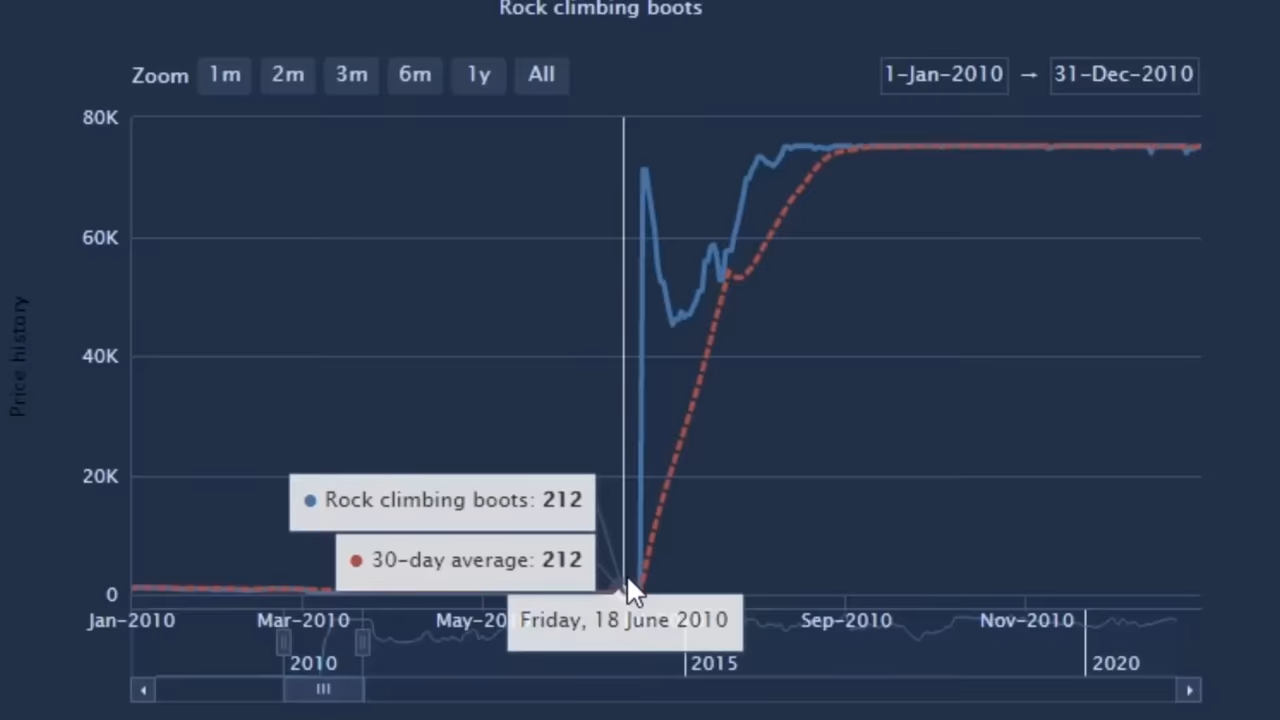 Rock climbing boots
Zoom 1m 2m 3m 6m 1y All
1-Jan-2010 → 31-Dec-2010
80K
60K
40K
20K
0
Price history
Rock climbing boots: 212
30-day average: 212
Friday, 18 June 2010
Jan-2010 Mar-2010 May-20 Sep-2010 Nov-2010
2010 2015 2020